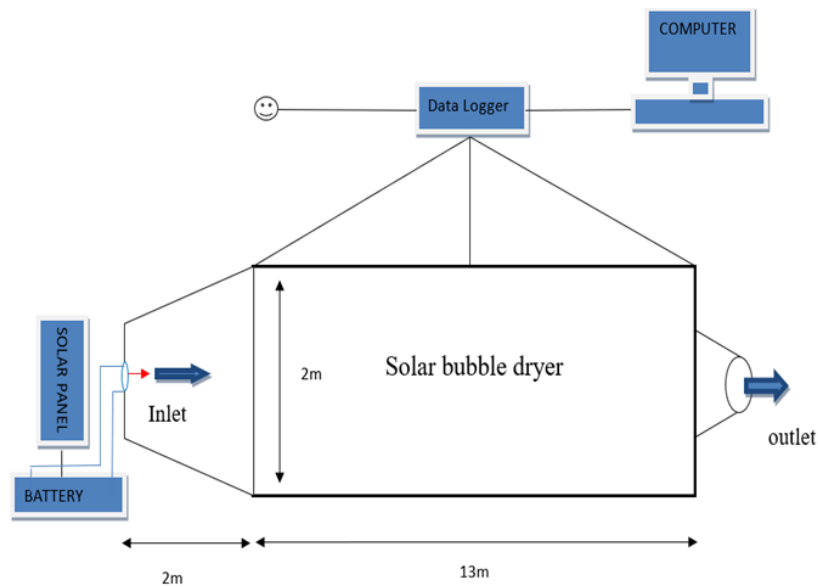 COMPUTER
Data Logger
SOLAR PANEL
2m
Solar bubble dryer
Inlet
outlet
BATTERY
2m
13m